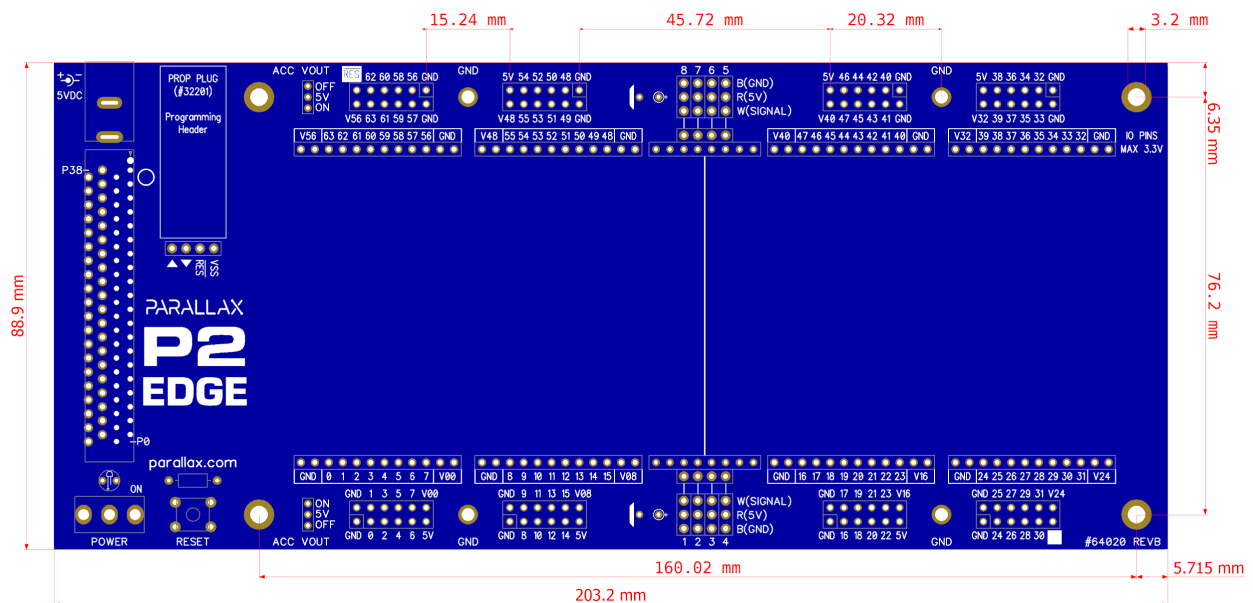 15.24 mm
45.72 mm
20.32 mm
3.2 mm
5VDC
PROP PLUG
(#32201)
Programming
Header
ACC VOUT
OFF
5V
ON
RES
62 60 58 56 GND
V56 63 61 59 57 GND
GND
5V 54 52 50 48 GND
V48 55 53 51 49 GND
8 7 6 5
B(GND)
R(5V)
W(SIGNAL)
5V 46 44 42 40 GND
V40 47 45 43 41 GND
GND
5V 38 36 34 32 GND
V32 39 37 35 33 GND
6.35 mm
V56 63 62 61 60 59 58 57 56 GND
V48 55 54 53 52 51 50 49 48 GND
V40 47 46 45 44 43 42 41 40 GND
V32 39 38 37 36 35 34 33 32 GND
IO PINS
MAX 3.3V
P38
RES
VSS
88.9 mm
76.2 mm
PARALLAX
P2
EDGE
P0
parallax.com
ON
POWER
RESET
GND 0 1 2 3 4 5 6 7 V00
GND 8 9 10 11 12 13 14 15 V08
GND 16 17 18 19 20 21 22 23 V16
GND 24 25 26 27 28 29 30 31 V24
ON
5V
OFF
ACC VOUT
GND 1 3 5 7 V00
GND 0 2 4 6 5V
GND
GND 9 11 13 15 V08
GND 8 10 12 14 5V
W(SIGNAL)
R(5V)
B(GND)
1 2 3 4
GND 17 19 21 23 V16
GND 16 18 20 22 5V
GND
GND 25 27 29 31 V24
GND 24 26 28 30
#64020 REVB
160.02 mm
5.715 mm
203.2 mm